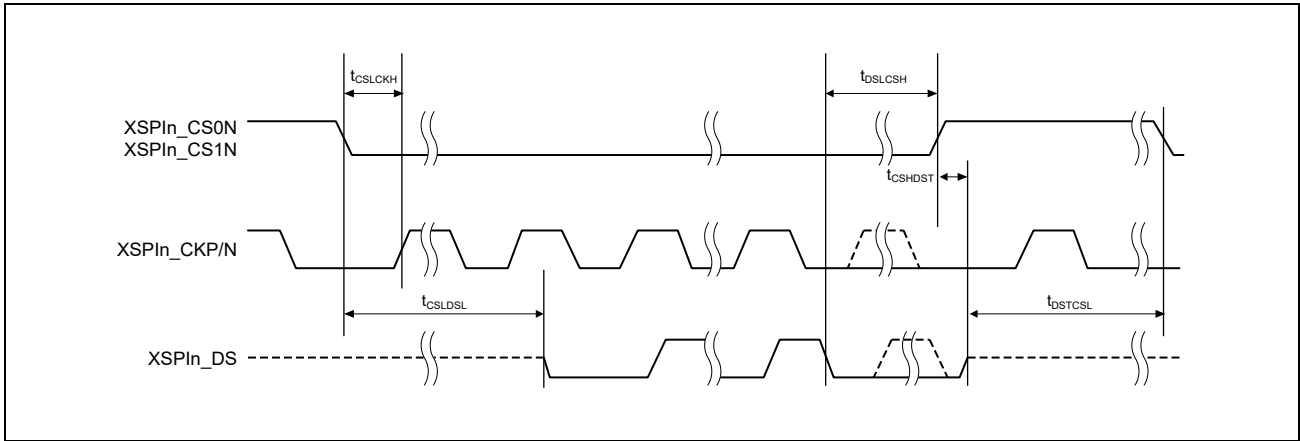 tCSLCKH
tDSLCSH
XSPIn_CS0N
XSPIn_CS1N
tCSHDST
XSPIn_CKP/N
tCSLDSL
tDSTCSL
XSPIn_DS